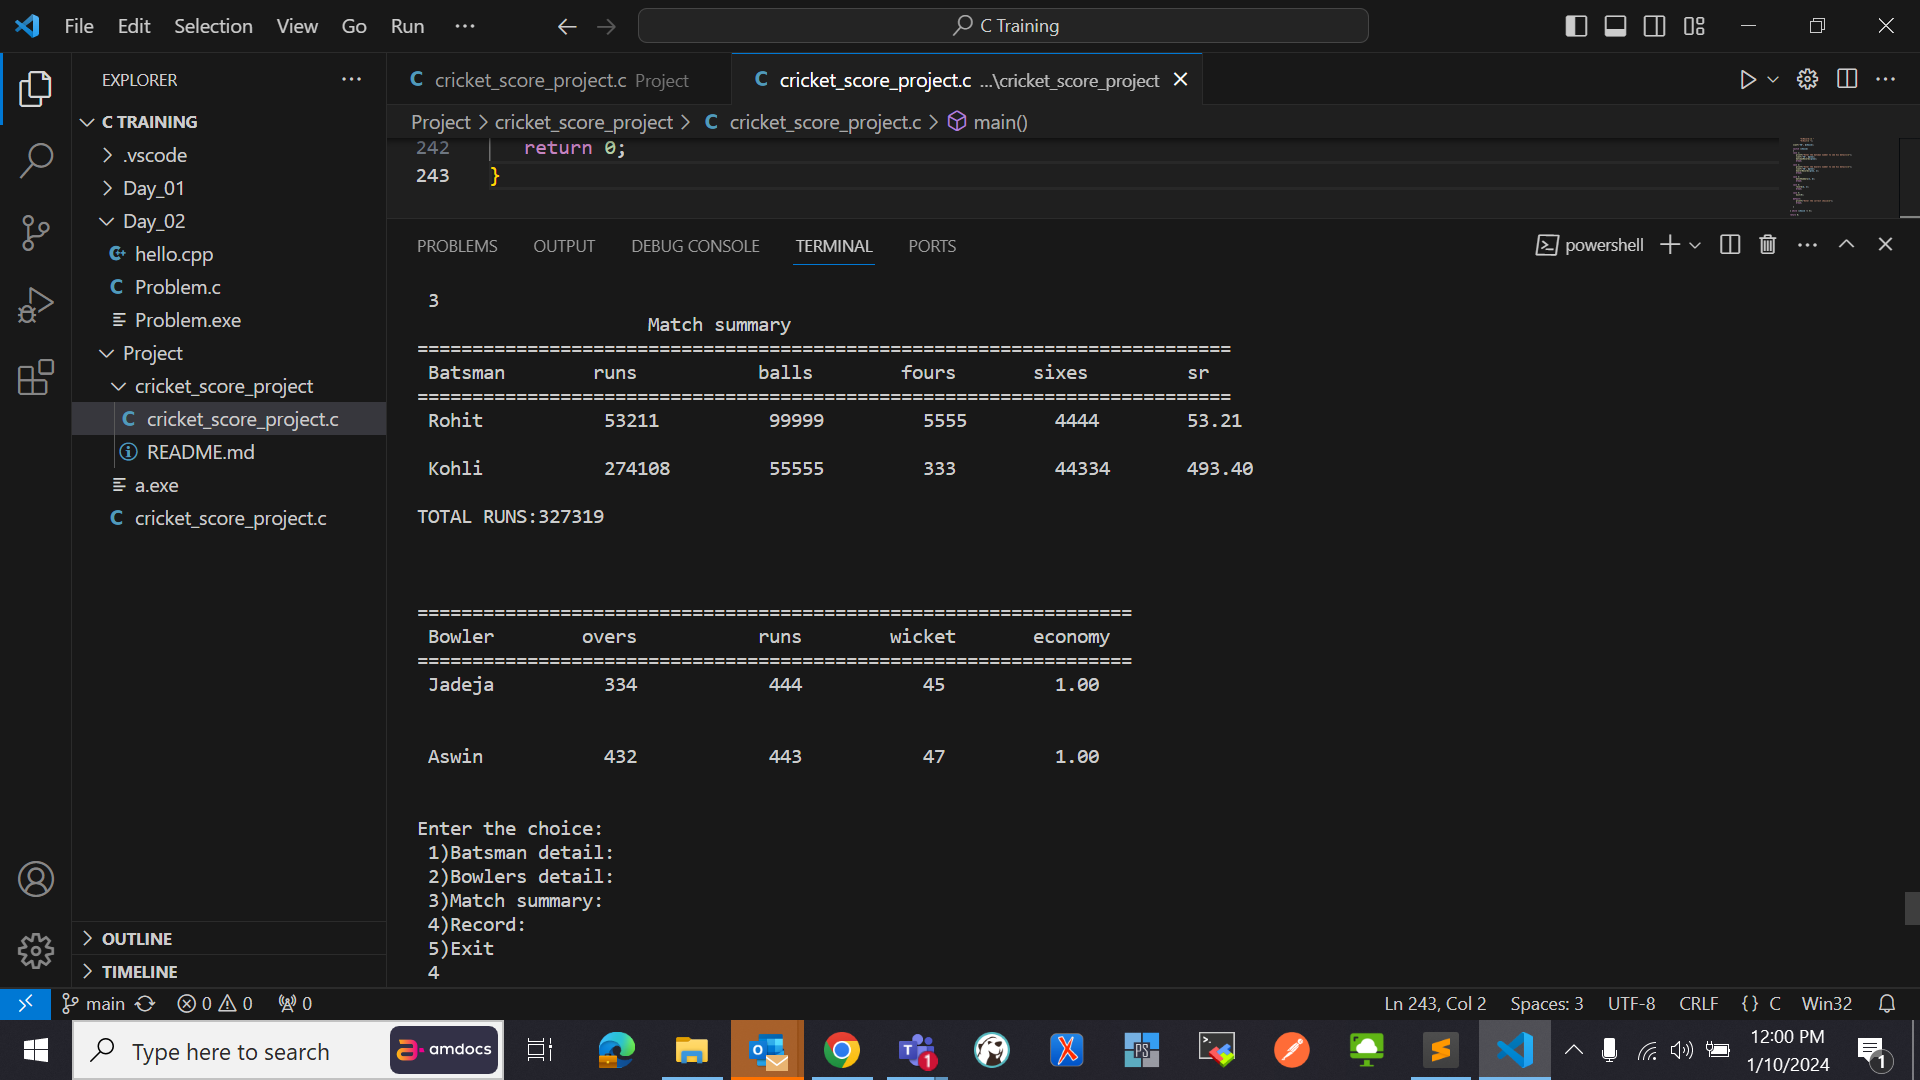 File Edit Selection View Go Run ··· C Training
EXPLORER ···
C TRAINING
.vscode
Day_01
Day_02
hello.cpp
Problem.c
Problem.exe
Project
cricket_score_project
cricket_score_project.c
README.md
a.exe
cricket_score_project.c
OUTLINE
TIMELINE
C cricket_score_project.c Project C cricket_score_project.c ...\cricket_score_project
Project > cricket_score_project > C cricket_score_project.c > main()
242 return 0;
243 }
PROBLEMS OUTPUT DEBUG CONSOLE TERMINAL PORTS powershell
3
Match summary
==========================================================================
Batsman runs balls fours sixes sr
==========================================================================
Rohit 53211 99999 5555 4444 53.21
Kohli 274108 55555 333 44334 493.40
TOTAL RUNS:327319
=================================================================
Bowler overs runs wicket economy
=================================================================
Jadeja 334 444 45 1.00
Aswin 432 443 47 1.00
Enter the choice:
1)Batsman detail:
2)Bowlers detail:
3)Match summary:
4)Record:
5)Exit
4
main 0 0 0 Ln 243, Col 2 Spaces: 3 UTF-8 CRLF {} C Win32
Type here to search amdocs 1 12:00 PM
1/10/2024 1